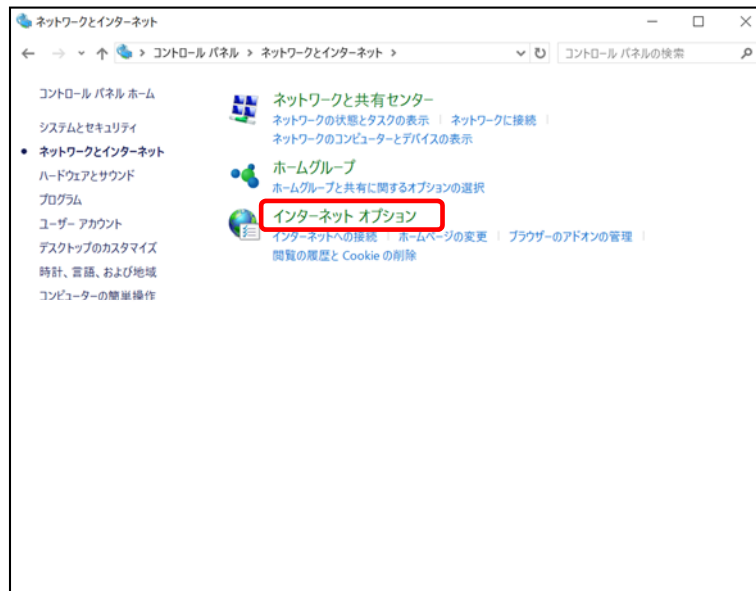 ネットワークとインターネット
コントロール パネル > ネットワークとインターネット >
コントロール パネルの検索
コントロール パネル ホーム
システムとセキュリティ
ネットワークとインターネット
ハードウェアとサウンド
プログラム
ユーザー アカウント
デスクトップのカスタマイズ
時計、言語、および地域
コンピューターの簡単操作
ネットワークと共有センター
ネットワークの状態とタスクの表示 | ネットワークに接続 |
ネットワークのコンピューターとデバイスの表示
ホームグループ
ホームグループと共有に関するオプションの選択
インターネット オプション
インターネットへの接続 | ホームページの変更 | ブラウザーのアドオンの管理 |
閲覧の履歴と Cookie の削除